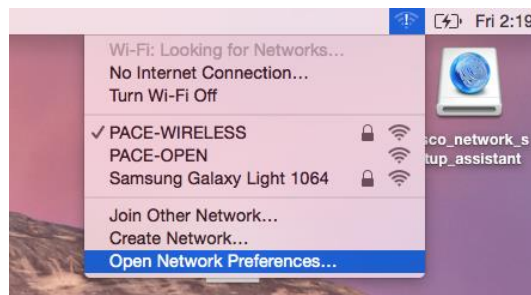 Fri 2:19
Wi-Fi: Looking for Networks...
No Internet Connection...
Turn Wi-Fi Off
✓ PACE-WIRELESS
PACE-OPEN
Samsung Galaxy Light 1064
Join Other Network...
Create Network...
Open Network Preferences...
sco_network_s
tup_assistant